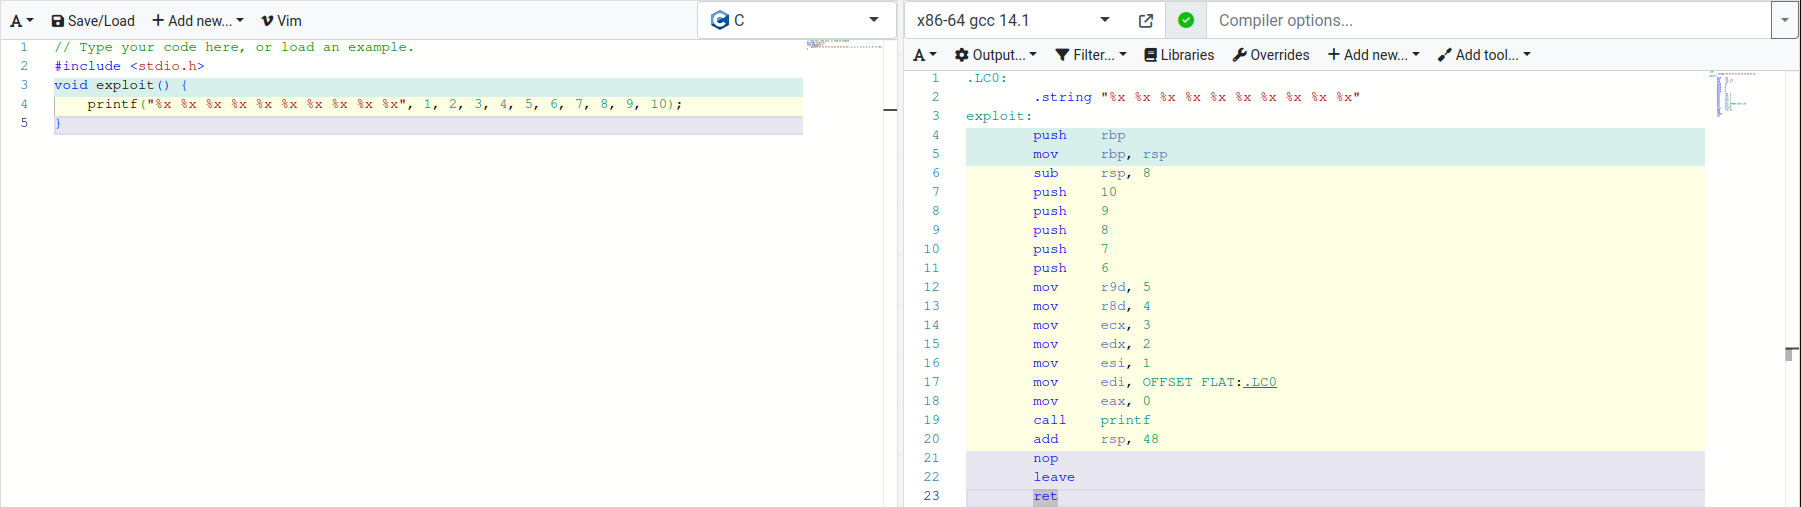 A Save/Load Add new... Vim C
1 // Type your code here, or load an example.
2 #include <stdio.h>
3 void exploit() {
4 printf("%x %x %x %x %x %x %x %x %x %x", 1, 2, 3, 4, 5, 6, 7, 8, 9, 10);
5 }
x86-64 gcc 14.1 Compiler options...
A Output... Filter... Libraries Overrides Add new... Add tool...
1 .LC0:
2 .string "%x %x %x %x %x %x %x %x %x %x"
3 exploit:
4 push rbp
5 mov rbp, rsp
6 sub rsp, 8
7 push 10
8 push 9
9 push 8
10 push 7
11 push 6
12 mov r9d, 5
13 mov r8d, 4
14 mov ecx, 3
15 mov edx, 2
16 mov esi, 1
17 mov edi, OFFSET FLAT:.LC0
18 mov eax, 0
19 call printf
20 add rsp, 48
21 nop
22 leave
23 ret